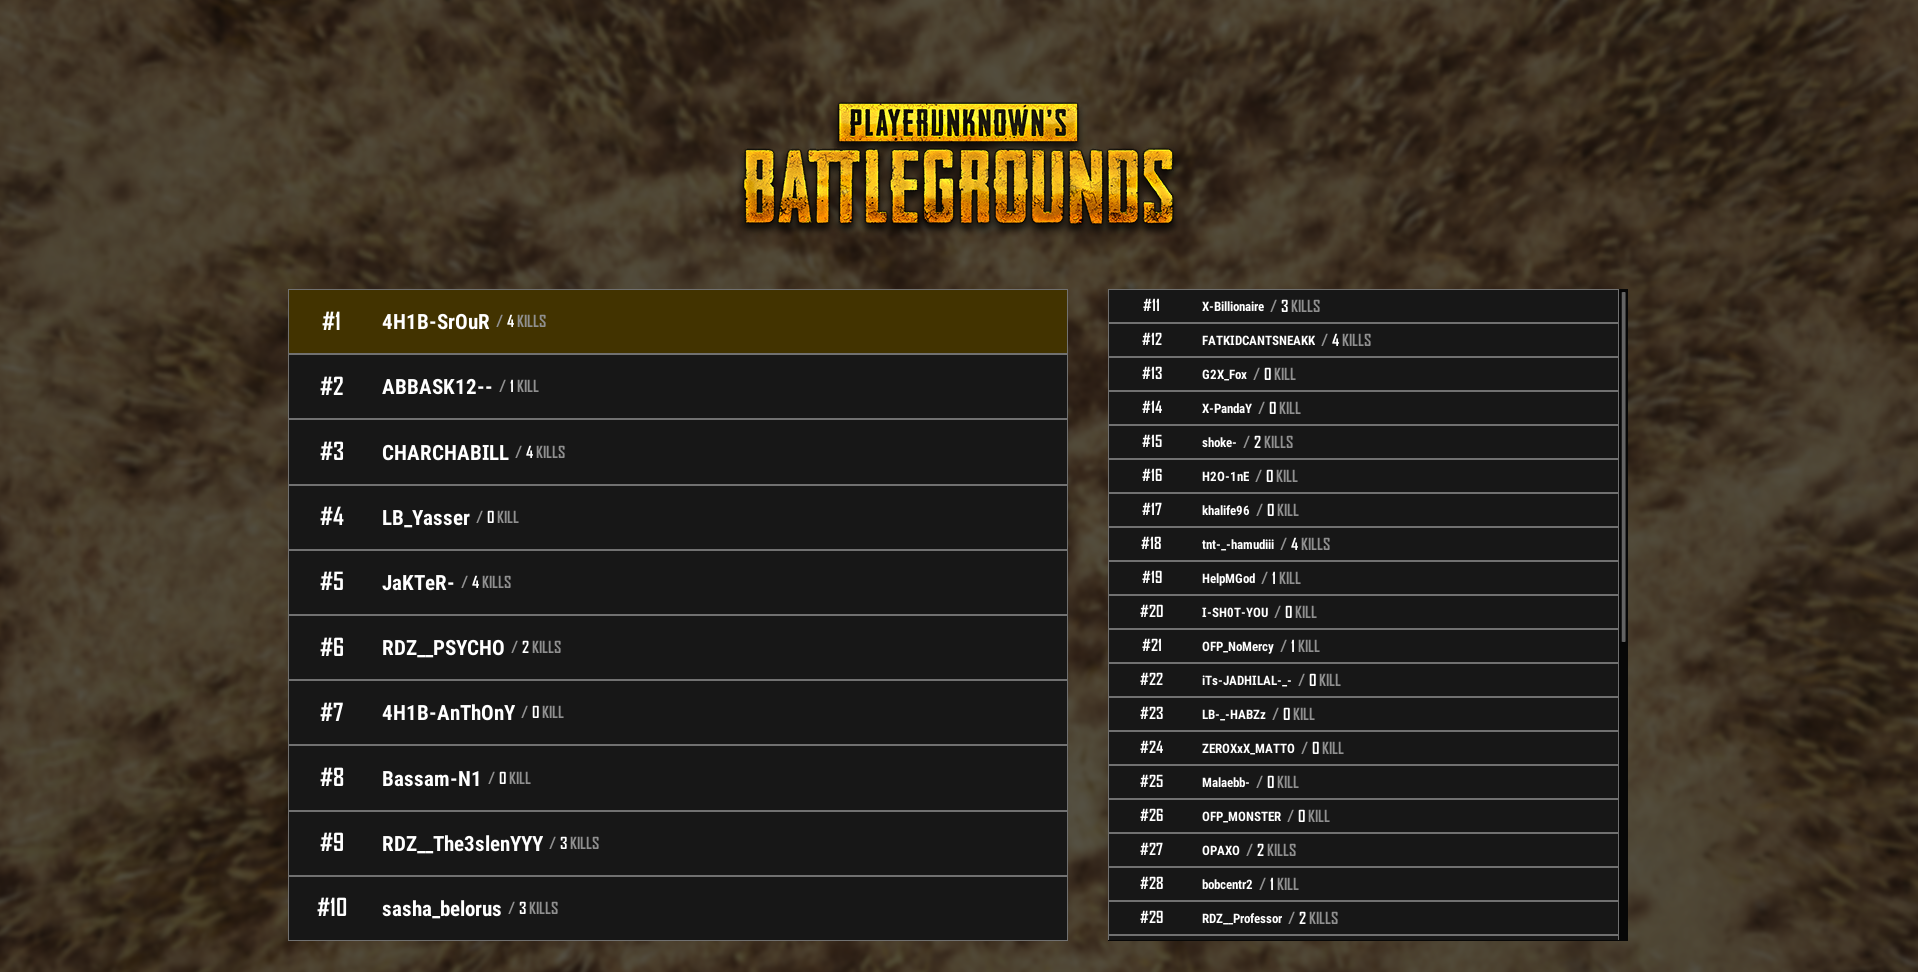 PLAYERUNKNOWN'S
BATTLEGROUNDS
#1 4H1B-SrOuR / 4 KILLS
#2 ABBASK12-- / 1 KILL
#3 CHARCHABILL / 4 KILLS
#4 LB_Yasser / 0 KILL
#5 JaKTeR- / 4 KILLS
#6 RDZ__PSYCHO / 2 KILLS
#7 4H1B-AnThOnY / 0 KILL
#8 Bassam-N1 / 0 KILL
#9 RDZ__The3slenYYY / 3 KILLS
#10 sasha_belorus / 3 KILLS
#11 X-Billionaire / 3 KILLS
#12 FATKIDCANTSNEAKK / 4 KILLS
#13 G2X_Fox / 0 KILL
#14 X-PandaY / 0 KILL
#15 shoke- / 2 KILLS
#16 H2O-1nE / 0 KILL
#17 khalife96 / 0 KILL
#18 tnt-_-hamudiii / 4 KILLS
#19 HelpMGod / 1 KILL
#20 I-SH0T-YOU / 0 KILL
#21 OFP_NoMercy / 1 KILL
#22 iTs-JADHILAL-_- / 0 KILL
#23 LB-_-HABZz / 0 KILL
#24 ZEROXxX_MATTO / 0 KILL
#25 Malaebb- / 0 KILL
#26 OFP_MONSTER / 0 KILL
#27 OPAXO / 2 KILLS
#28 bobcentr2 / 1 KILL
#29 RDZ__Professor / 2 KILLS